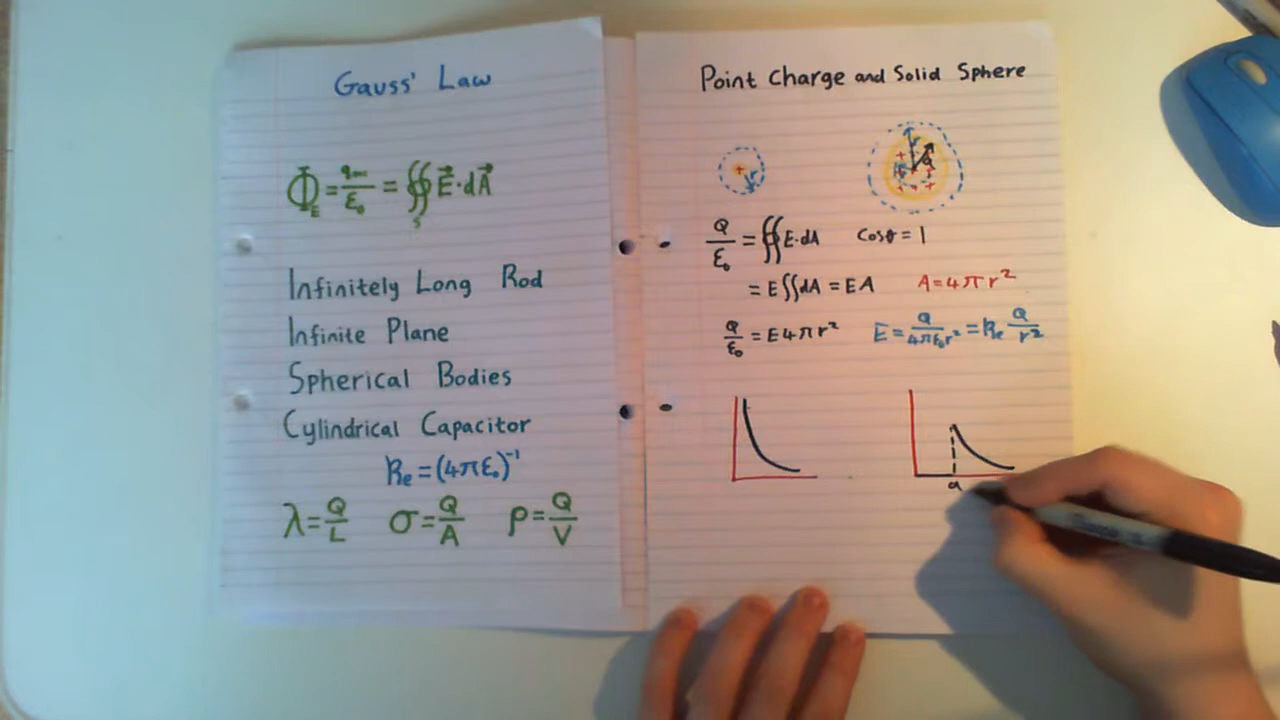 Gauss' Law
Φ_E = q_enc/ε₀ = ∯_S E⃗·dA⃗
Infinitely Long Rod
Infinite Plane
Spherical Bodies
Cylindrical Capacitor
k_e = (4πε₀)⁻¹
λ = Q/L σ = Q/A ρ = Q/V
Point Charge and Solid Sphere
Q/ε₀ = ∯E·dA cosθ = 1
= E∬dA = EA A = 4πr²
Q/ε₀ = E4πr² E = Q/4πε₀r² = k_e Q/r²
a